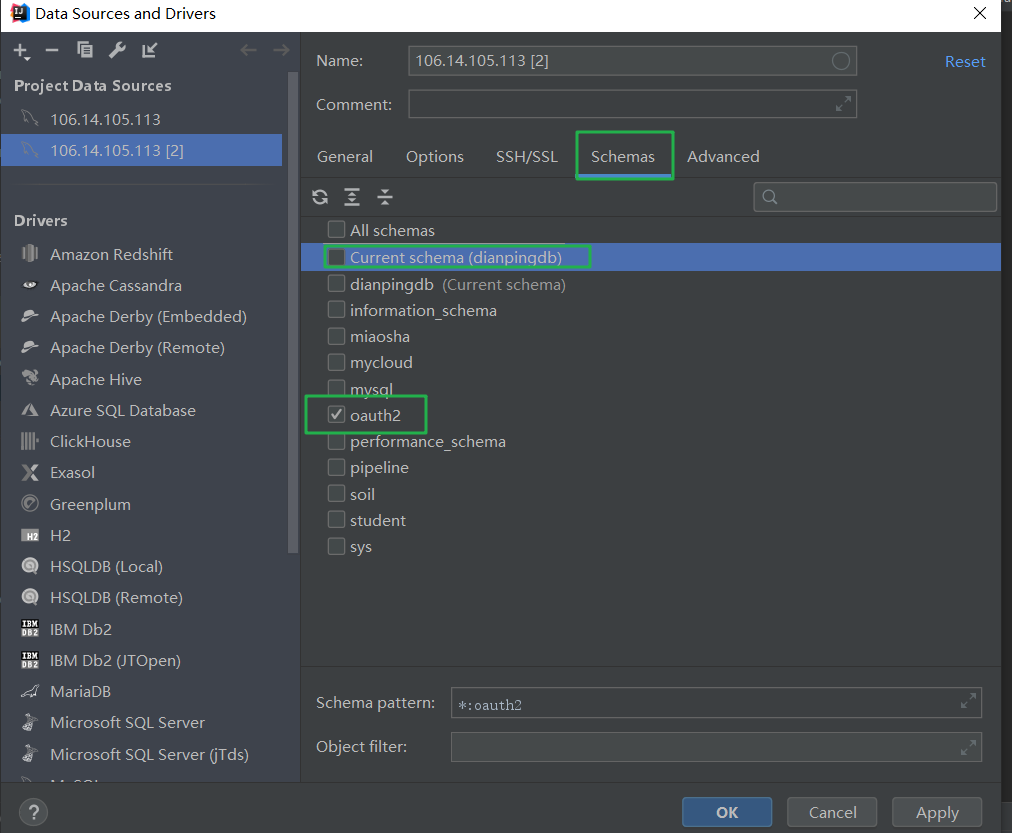 Data Sources and Drivers
Project Data Sources
106.14.105.113
106.14.105.113 [2]
Drivers
Amazon Redshift
Apache Cassandra
Apache Derby (Embedded)
Apache Derby (Remote)
Apache Hive
Azure SQL Database
ClickHouse
Exasol
Greenplum
H2
HSQLDB (Local)
HSQLDB (Remote)
IBM Db2
IBM Db2 (JTOpen)
MariaDB
Microsoft SQL Server
Microsoft SQL Server (jTds)
Name: 106.14.105.113 [2] Reset
Comment:
General Options SSH/SSL Schemas Advanced
All schemas
Current schema (dianpingdb)
dianpingdb (Current schema)
information_schema
miaosha
mycloud
mysql
oauth2
performance_schema
pipeline
soil
student
sys
Schema pattern: *:oauth2
Object filter:
? OK Cancel Apply